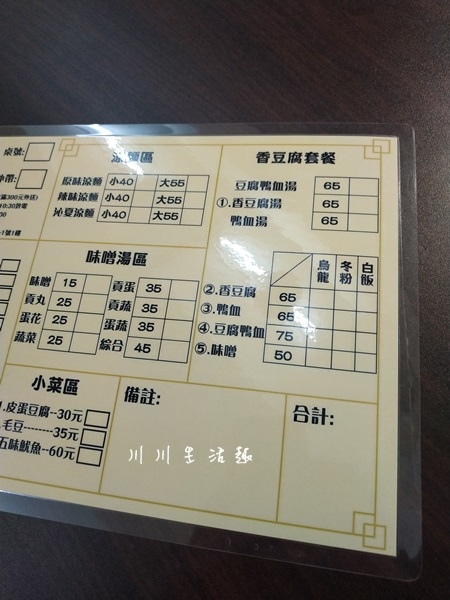 桌號:
涼麵區
原味涼麵 小40 大55
辣味涼麵 小40 大55
沁夏涼麵 小40 大55
香豆腐套餐
豆腐鴨血湯 65
①.香豆腐湯 65
鴨血湯 65
味噌湯區
味噌 15 貢蛋 35
貢丸 25 貢蔬 35
蛋花 25 蛋蔬 35
蔬菜 25 綜合 45
烏龍 冬粉 白飯
②.香豆腐 65
③.鴨血 65
④.豆腐鴨血 75
⑤.味噌 50
小菜區
.皮蛋豆腐--30元
.毛豆--------35元
五味魷魚--60元
備註:
合計:
川川生活趣